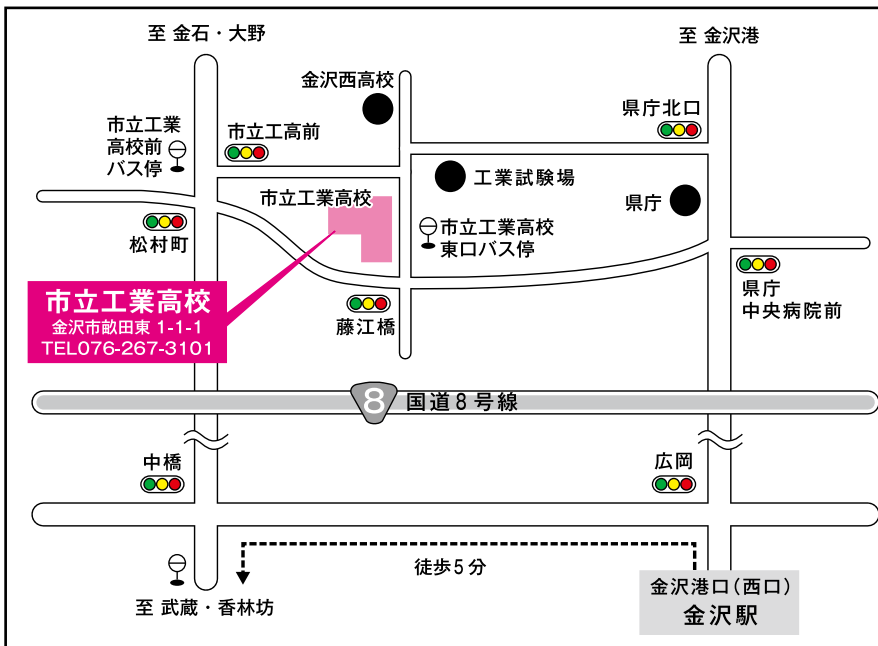 至 金石・大野
至 金沢港
金沢西高校
県庁北口
市立工業
高校前
バス停
市立工高前
工業試験場
市立工業高校
県庁
市立工業高校
東口バス停
松村町
県庁
中央病院前
市立工業高校
金沢市畝田東 1-1-1
TEL076-267-3101
藤江橋
8
国道8号線
中橋
広岡
徒歩5分
金沢港口(西口)
金沢駅
至 武蔵・香林坊